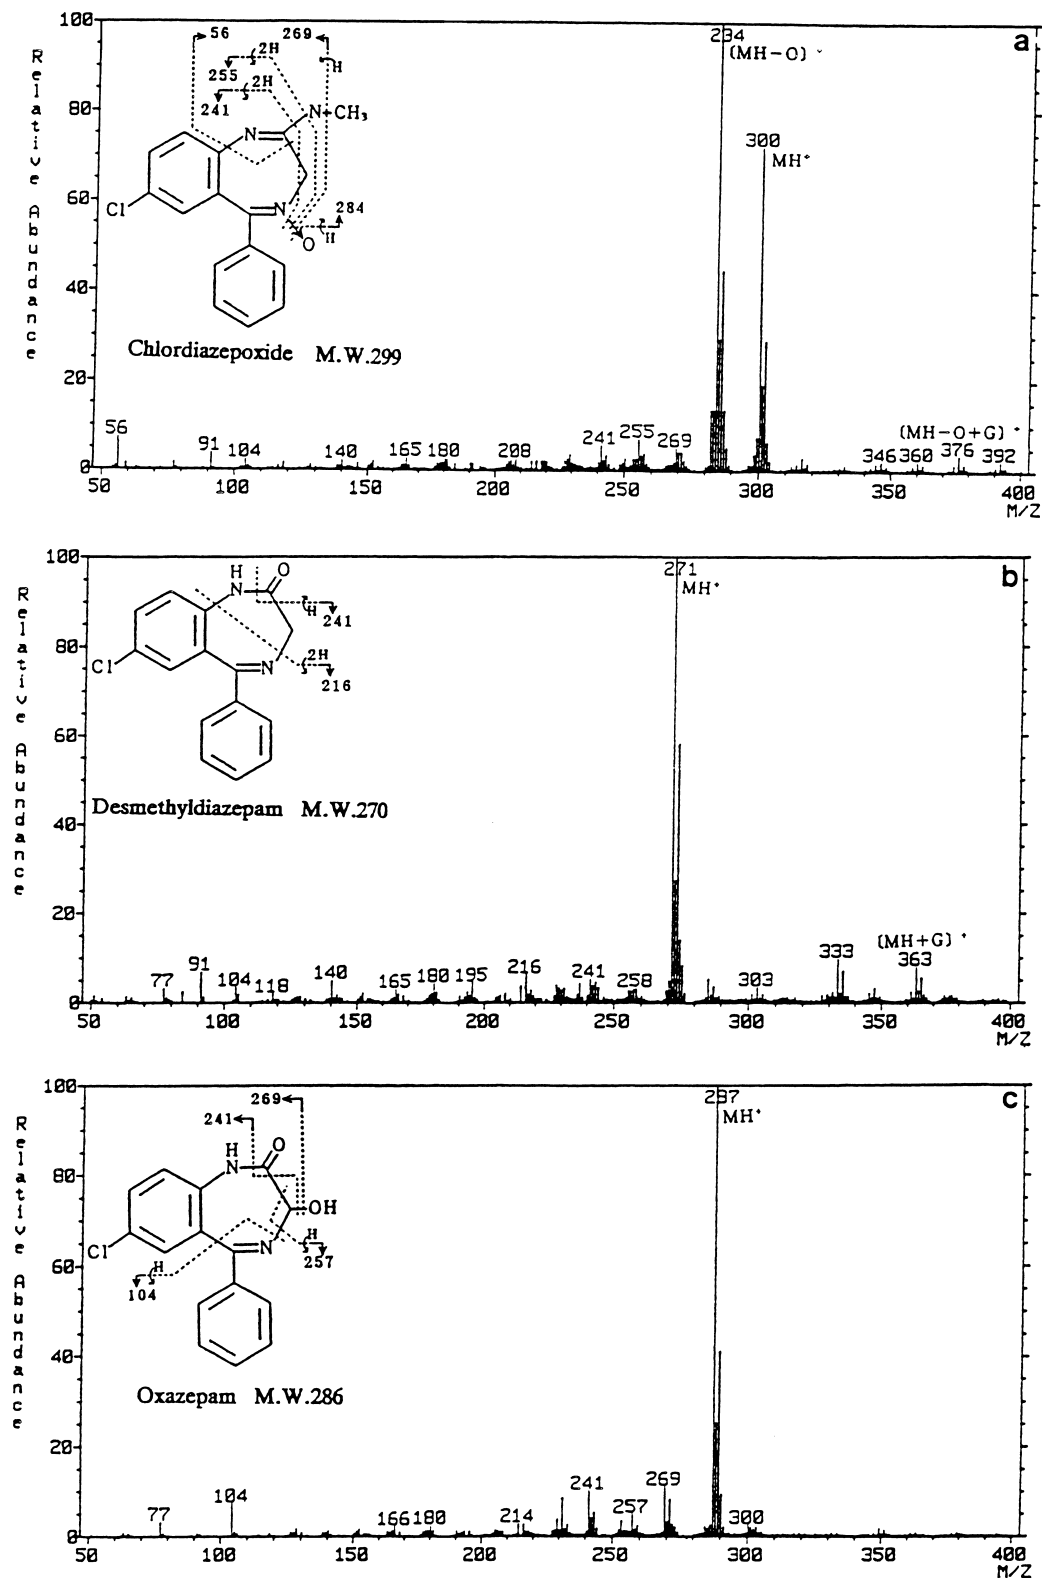 a
Relative Abundance
100
80
60
40
20
0
284
(MH-O) +
300
MH+
56
269
2H
H
255
2H
241
N
CH₃
N
N
284
H
O
Cl
Chlordiazepoxide M.W.299
56
91
104
140
165
180
208
241
255
269
(MH-O+G) +
346
360
376
392
50 100 150 200 250 300 350 400
M/Z
b
Relative Abundance
100
80
60
40
20
0
271
MH+
H
N
O
H
241
2H
216
N
Cl
Desmethyldiazepam M.W.270
77
91
104
118
140
165
180
195
216
241
258
303
333
(MH+G) +
363
50 100 150 200 250 300 350 400
M/Z
c
Relative Abundance
100
80
60
40
20
0
287
MH+
269
241
H
N
O
OH
H
257
N
Cl
H
104
Oxazepam M.W.286
77
104
166
180
214
241
257
269
300
50 100 150 200 250 300 350 400
M/Z